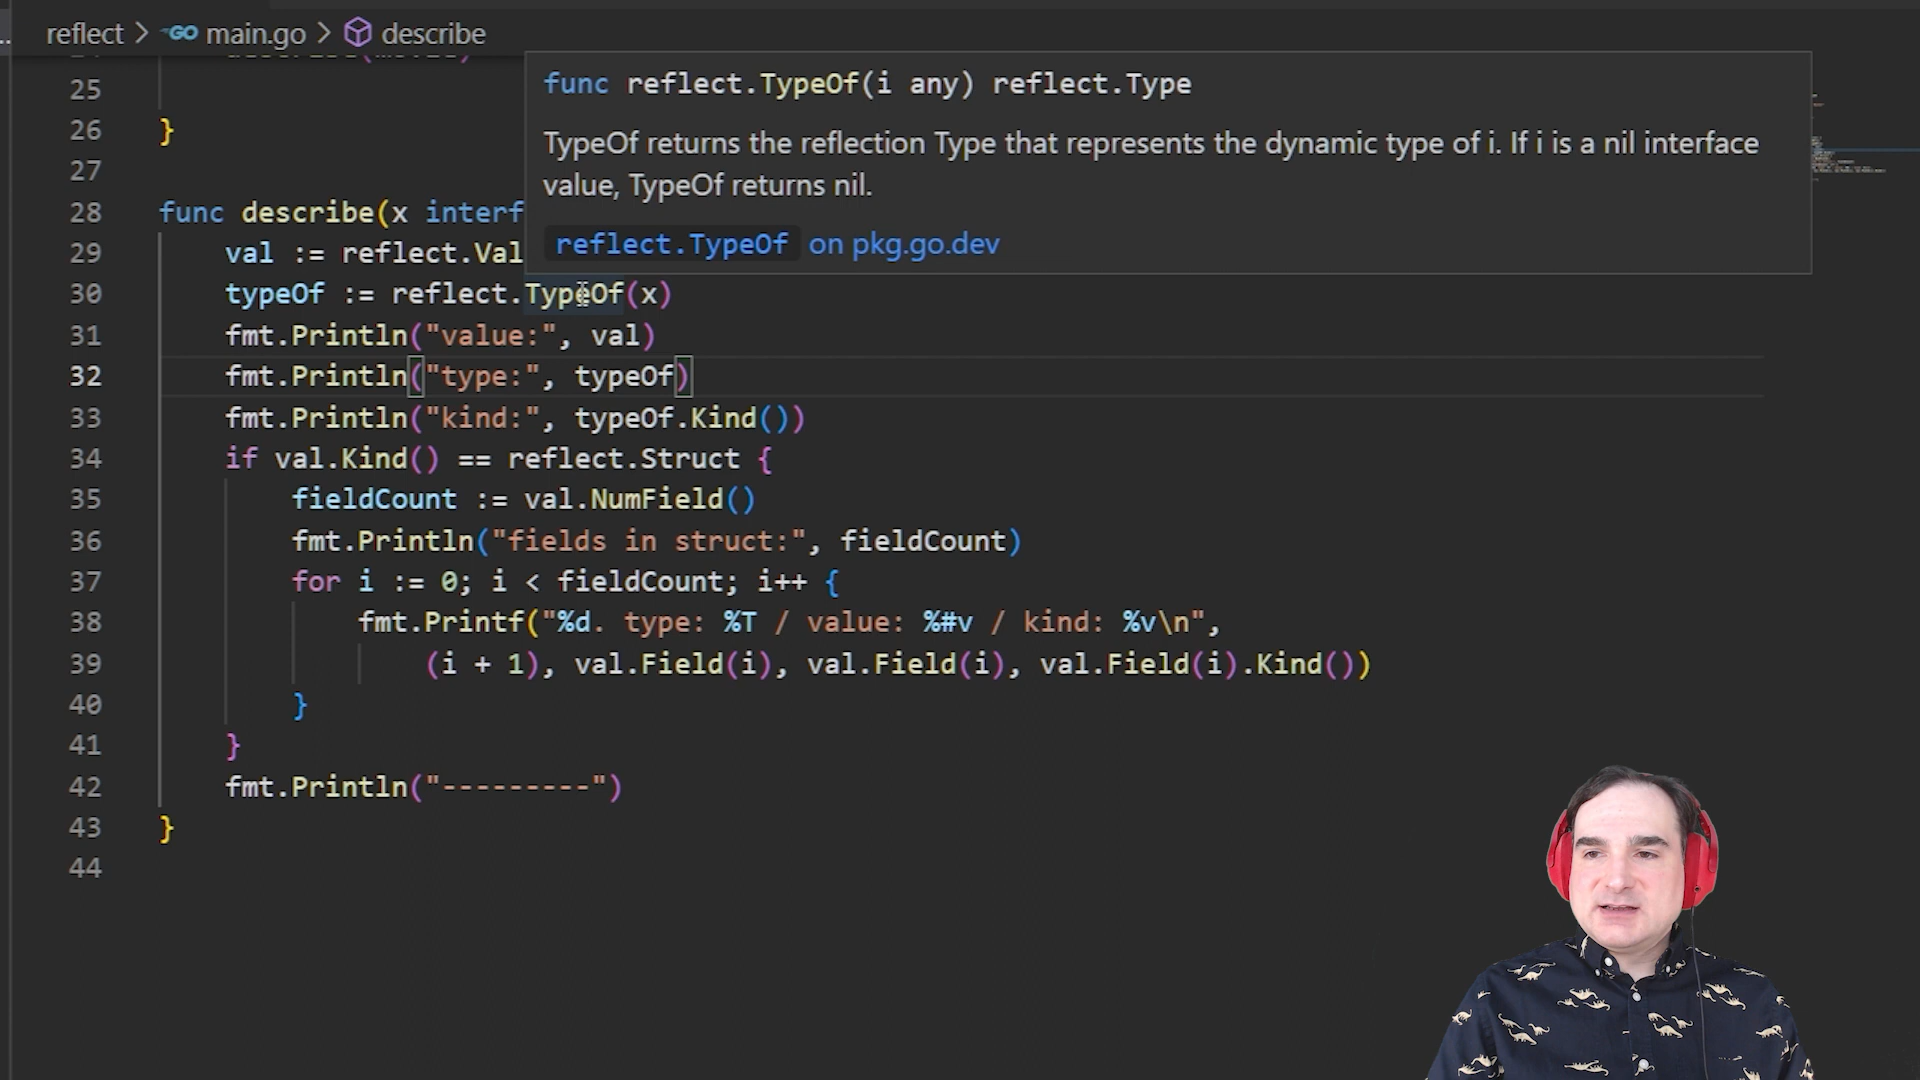 reflect > GO main.go > describe
25
func reflect.TypeOf(i any) reflect.Type
26 }
TypeOf returns the reflection Type that represents the dynamic type of i. If i is a nil interface
27
value, TypeOf returns nil.
28 func describe(x interf
reflect.TypeOf on pkg.go.dev
29 val := reflect.Val
30 typeOf := reflect.TypeOf(x)
31 fmt.Println("value:", val)
32 fmt.Println("type:", typeOf)
33 fmt.Println("kind:", typeOf.Kind())
34 if val.Kind() == reflect.Struct {
35 fieldCount := val.NumField()
36 fmt.Println("fields in struct:", fieldCount)
37 for i := 0; i < fieldCount; i++ {
38 fmt.Printf("%d. type: %T / value: %#v / kind: %v\n",
39 (i + 1), val.Field(i), val.Field(i), val.Field(i).Kind())
40 }
41 }
42 fmt.Println("---------")
43 }
44